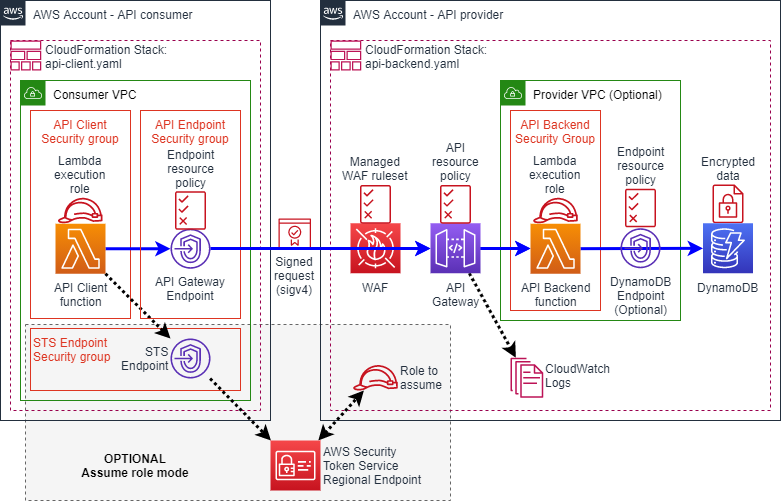 aws
AWS Account - API consumer
CloudFormation Stack:
api-client.yaml
Consumer VPC
API Client
Security group
Lambda
execution
role
API Client
function
API Endpoint
Security group
Endpoint
resource
policy
API Gateway
Endpoint
STS Endpoint
Security group
STS
Endpoint
Signed
request
(sigv4)
aws
AWS Account - API provider
CloudFormation Stack:
api-backend.yaml
Managed
WAF ruleset
WAF
API
resource
policy
API
Gateway
Provider VPC (Optional)
API Backend
Security Group
Lambda
execution
role
API Backend
function
Endpoint
resource
policy
DynamoDB
Endpoint
(Optional)
Encrypted
data
DynamoDB
CloudWatch
Logs
Role to
assume
OPTIONAL
Assume role mode
AWS Security
Token Service
Regional Endpoint